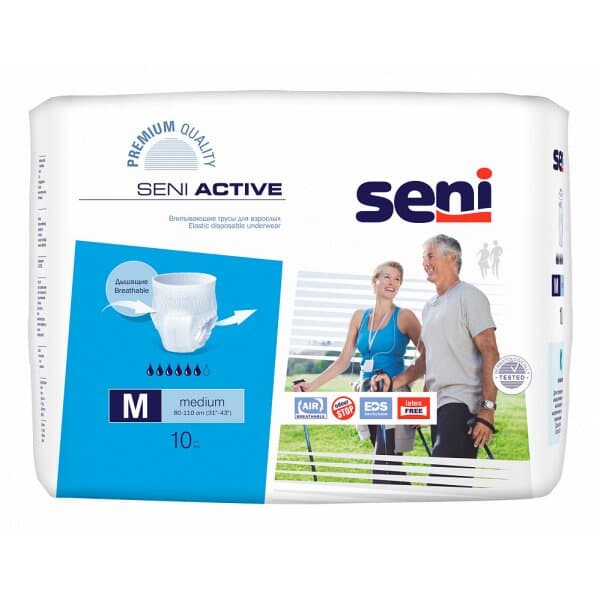 PREMIUM QUALITY
SENI ACTIVE
Впитывающие трусы для взрослых
Elastic disposable underwear
seni
Дышащие
Breathable
M
medium
80-110 cm (31"-43")
10
AIR
BREATHABLE
odour
STOP
EDS
latex
FREE
TESTED
seni
M